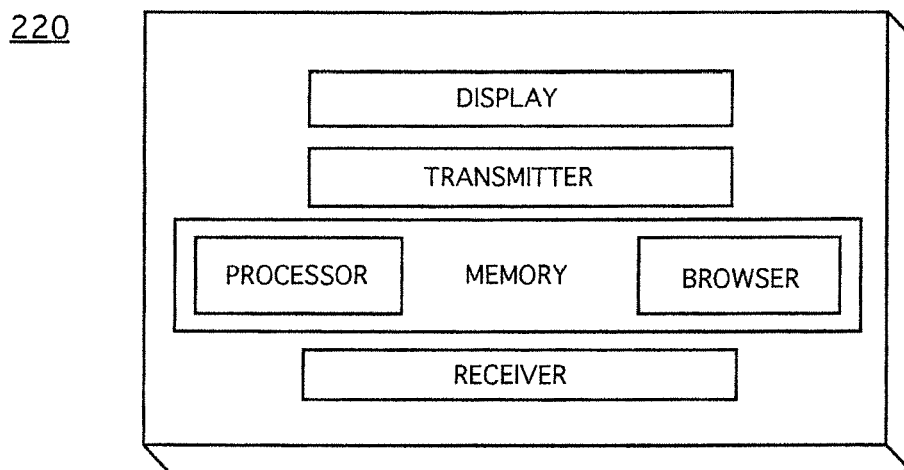 220
DISPLAY
TRANSMITTER
PROCESSOR MEMORY BROWSER
RECEIVER